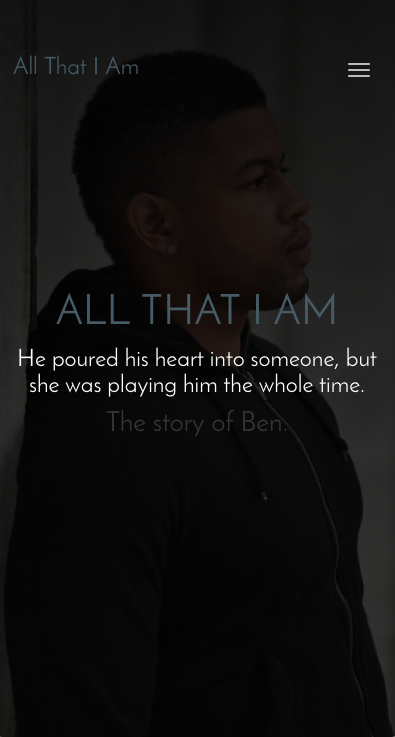 All That I Am
ALL THAT I AM
He poured his heart into someone, but
she was playing him the whole time.
The story of Ben.